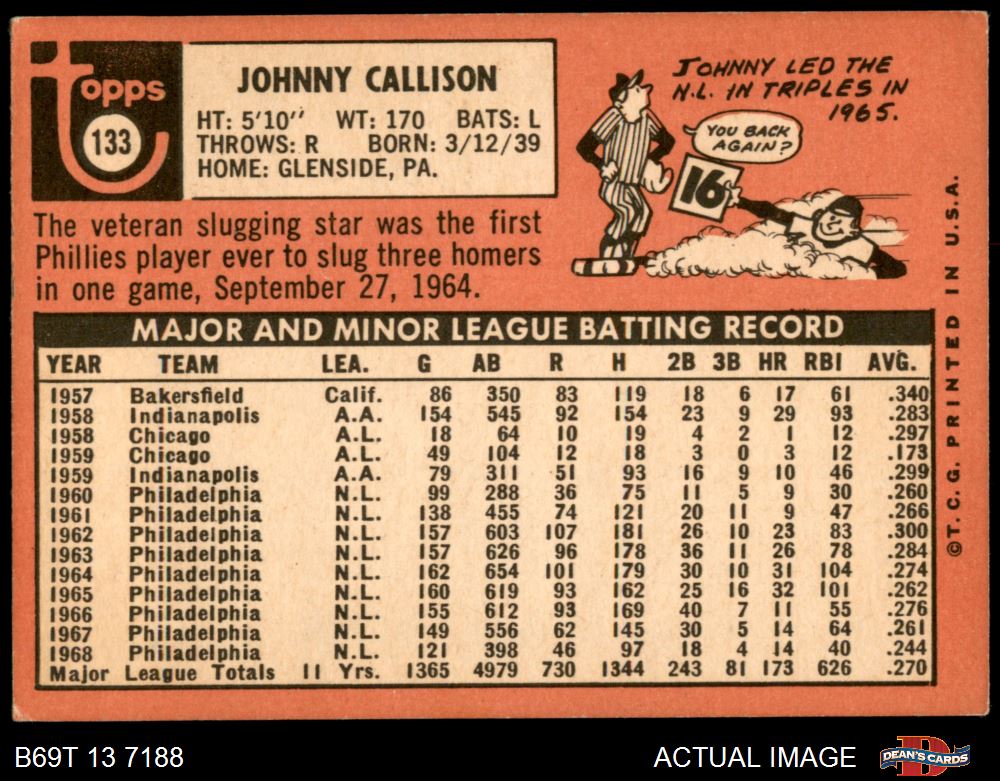 Topps
133
JOHNNY CALLISON
HT: 5'10" WT: 170 BATS: L
THROWS: R BORN: 3/12/39
HOME: GLENSIDE, PA.
JOHNNY LED THE
N.L. IN TRIPLES IN
1965.
YOU BACK
AGAIN?
16
The veteran slugging star was the first
Phillies player ever to slug three homers
in one game, September 27, 1964.
MAJOR AND MINOR LEAGUE BATTING RECORD
YEAR TEAM LEA. G AB R H 2B 3B HR RBI AVG.
1957 Bakersfield Calif. 86 350 83 119 18 6 17 61 .340
1958 Indianapolis A.A. 154 545 92 154 23 9 29 93 .283
1958 Chicago A.L. 18 64 10 19 4 2 1 12 .297
1959 Chicago A.L. 49 104 12 18 3 0 3 12 .173
1959 Indianapolis A.A. 79 311 51 93 16 9 10 46 .299
1960 Philadelphia N.L. 99 288 36 75 11 5 9 30 .260
1961 Philadelphia N.L. 138 455 74 121 20 11 9 47 .266
1962 Philadelphia N.L. 157 603 107 181 26 10 23 83 .300
1963 Philadelphia N.L. 157 626 96 178 36 11 26 78 .284
1964 Philadelphia N.L. 162 654 101 179 30 10 31 104 .274
1965 Philadelphia N.L. 160 619 93 162 25 16 32 101 .262
1966 Philadelphia N.L. 155 612 93 169 40 7 11 55 .276
1967 Philadelphia N.L. 149 556 62 145 30 5 14 64 .261
1968 Philadelphia N.L. 121 398 46 97 18 4 14 40 .244
Major League Totals 11 Yrs. 1365 4979 730 1344 243 81 173 626 .270
©T.C.G. PRINTED IN U.S.A.
B69T 13 7188
ACTUAL IMAGE
D
DEAN'S CARDS